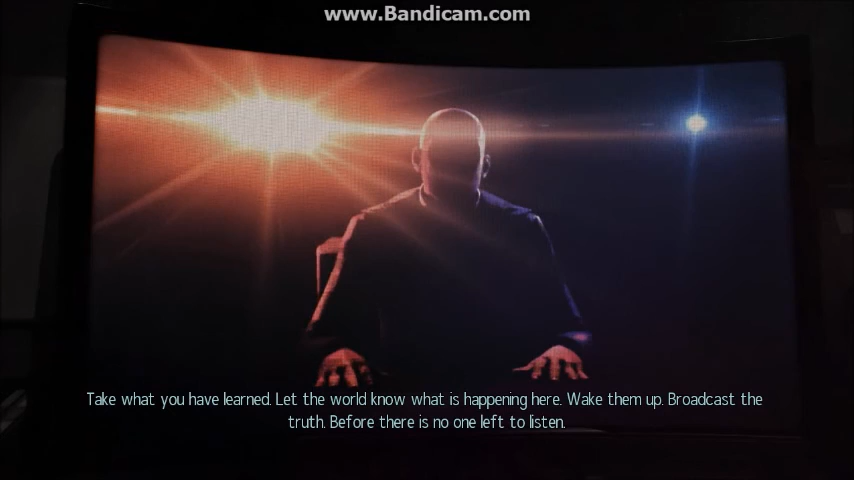 www.Bandicam.com
Take what you have learned. Let the world know what is happening here. Wake them up. Broadcast the
truth. Before there is no one left to listen.